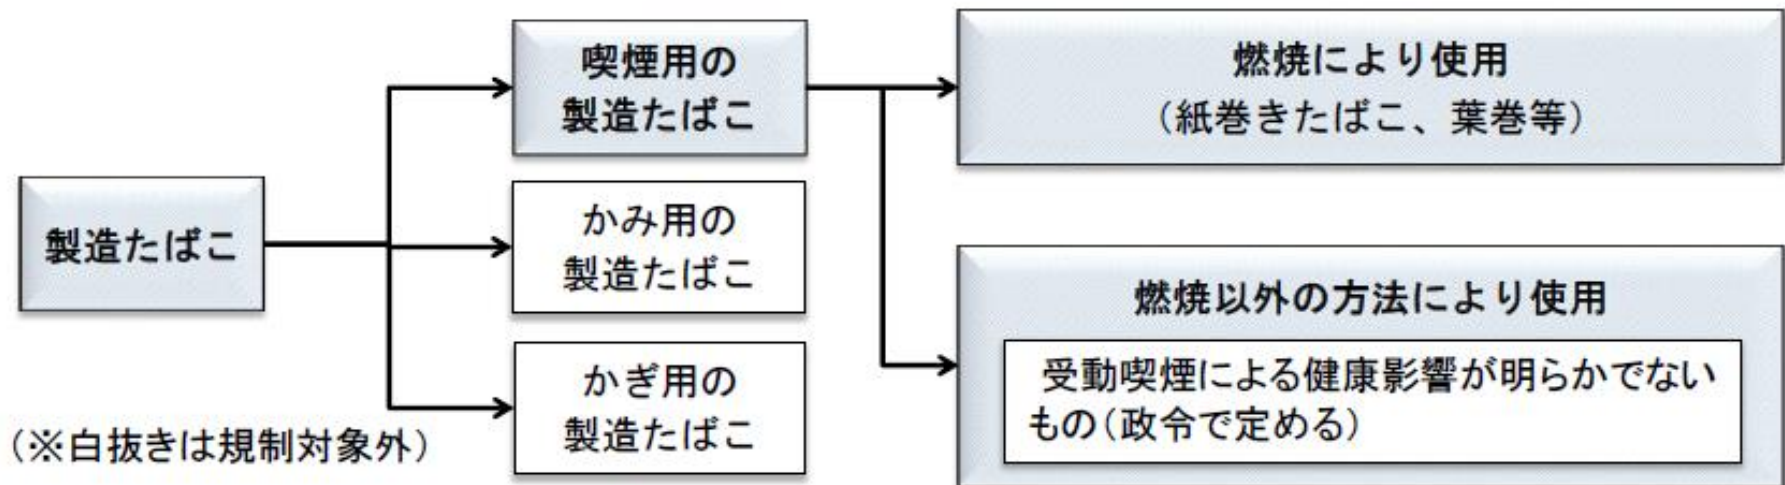 製造たばこ
(※白抜きは規制対象外)
喫煙用の
製造たばこ
かみ用の
製造たばこ
かぎ用の
製造たばこ
燃焼により使用
(紙巻きたばこ、葉巻等)
燃焼以外の方法により使用
受動喫煙による健康影響が明らかでない
もの(政令で定める)